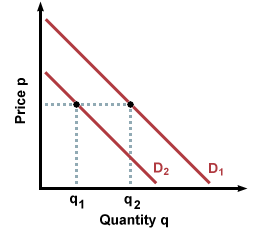 Price p
D₂
D₁
q₁
q₂
Quantity q